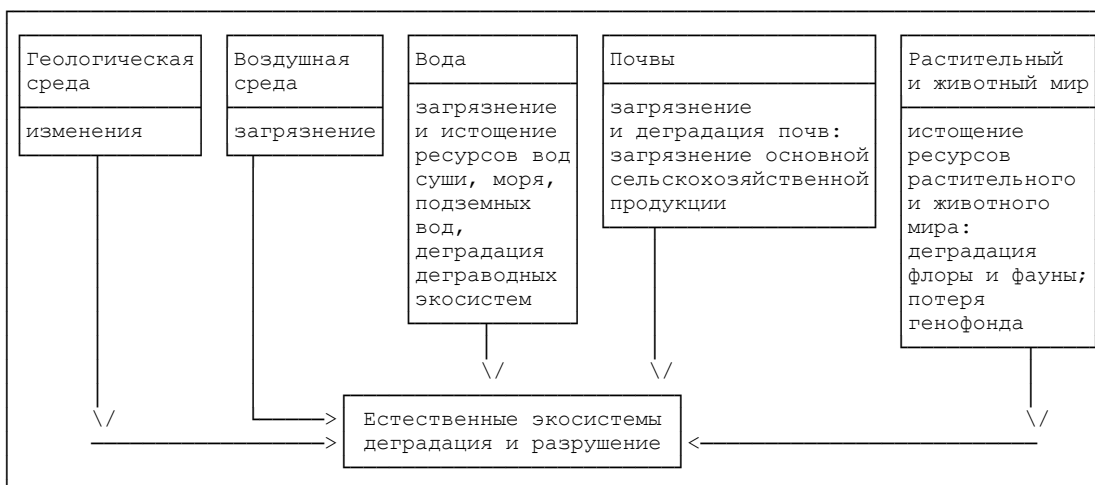 Геологическая
среда
изменения
Воздушная
среда
загрязнение
Вода
загрязнение
и истощение
ресурсов вод
суши, моря,
подземных
вод,
деградация
деграводных
экосистем
Почвы
загрязнение
и деградация почв:
загрязнение основной
сельскохозяйственной
продукции
Растительный
и животный мир
истощение
ресурсов
растительного
и животного
мира:
деградация
флоры и фауны;
потеря
генофонда
Естественные экосистемы
деградация и разрушение